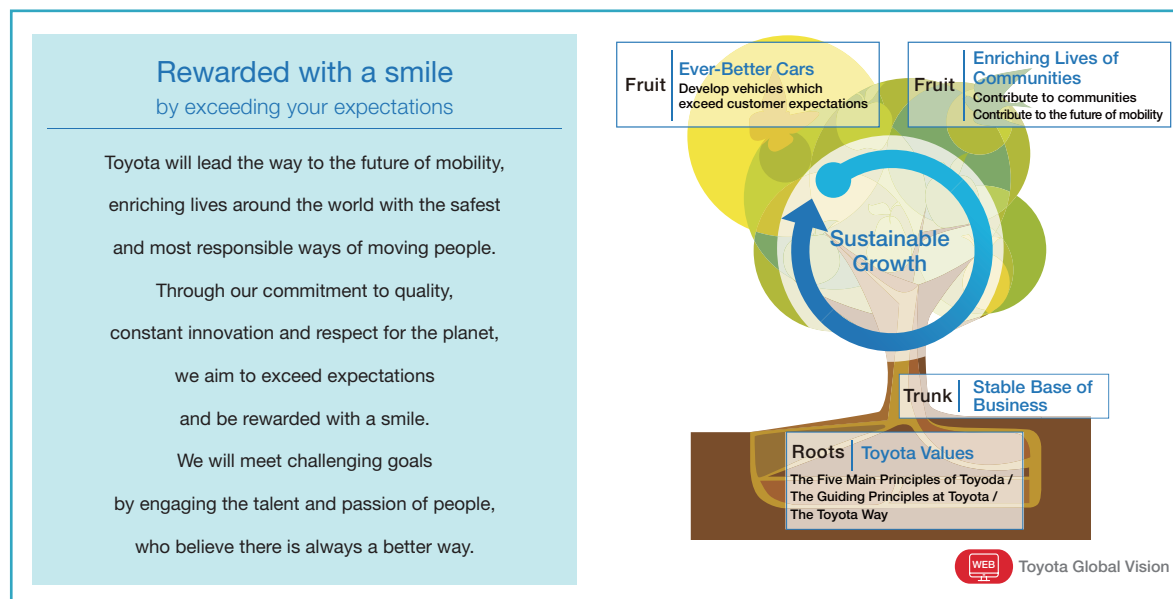 Rewarded with a smile
by exceeding your expectations
Toyota will lead the way to the future of mobility,
enriching lives around the world with the safest
and most responsible ways of moving people.
Through our commitment to quality,
constant innovation and respect for the planet,
we aim to exceed expectations
and be rewarded with a smile.
We will meet challenging goals
by engaging the talent and passion of people,
who believe there is always a better way.
Fruit
Ever-Better Cars
Develop vehicles which
exceed customer expectations
Fruit
Enriching Lives of
Communities
Contribute to communities
Contribute to the future of mobility
Sustainable
Growth
Trunk
Stable Base of
Business
Roots
Toyota Values
The Five Main Principles of Toyoda /
The Guiding Principles at Toyota /
The Toyota Way
WEB
Toyota Global Vision